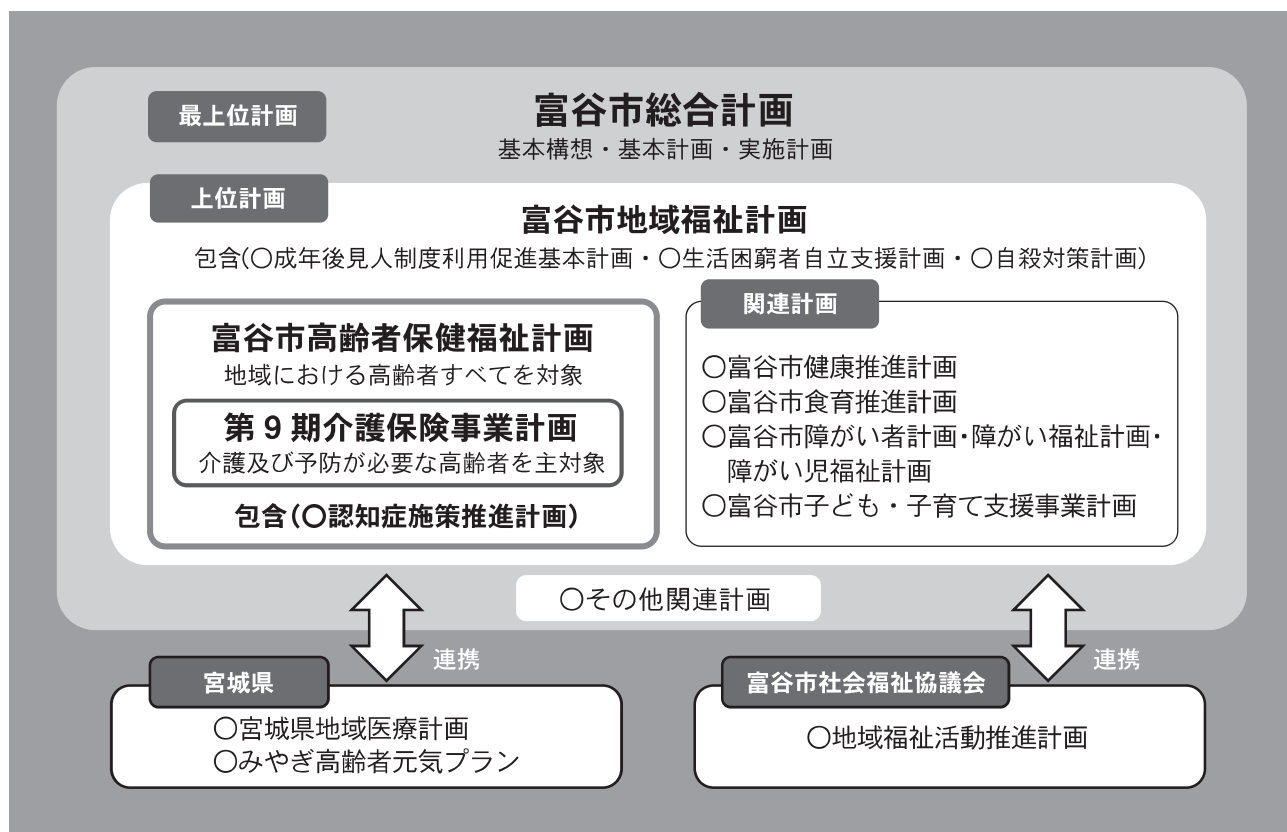 最上位計画
富谷市総合計画
基本構想・基本計画・実施計画
上位計画
富谷市地域福祉計画
包含(〇成年後見人制度利用促進基本計画・〇生活困窮者自立支援計画・〇自殺対策計画)
富谷市高齢者保健福祉計画
地域における高齢者すべてを対象
第9期介護保険事業計画
介護及び予防が必要な高齢者を主対象
包含(〇認知症施策推進計画)
関連計画
〇富谷市健康推進計画
〇富谷市食育推進計画
〇富谷市障がい者計画・障がい福祉計画・
障がい児福祉計画
〇富谷市子ども・子育て支援事業計画
〇その他関連計画
連携
連携
宮城県
〇宮城県地域医療計画
〇みやぎ高齢者元気プラン
富谷市社会福祉協議会
〇地域福祉活動推進計画